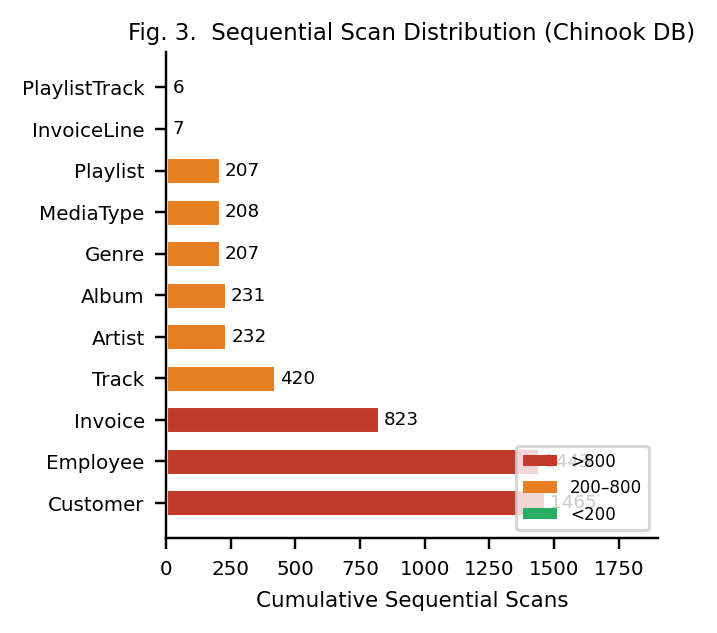 Fig. 3.  Sequential Scan Distribution (Chinook DB)
PlaylistTrack 6
InvoiceLine 7
Playlist 207
MediaType 208
Genre 207
Album 231
Artist 232
Track 420
Invoice 823
Employee
>800
200–800
Customer 1465
<200
0 250 500 750 1000 1250 1500 1750
Cumulative Sequential Scans